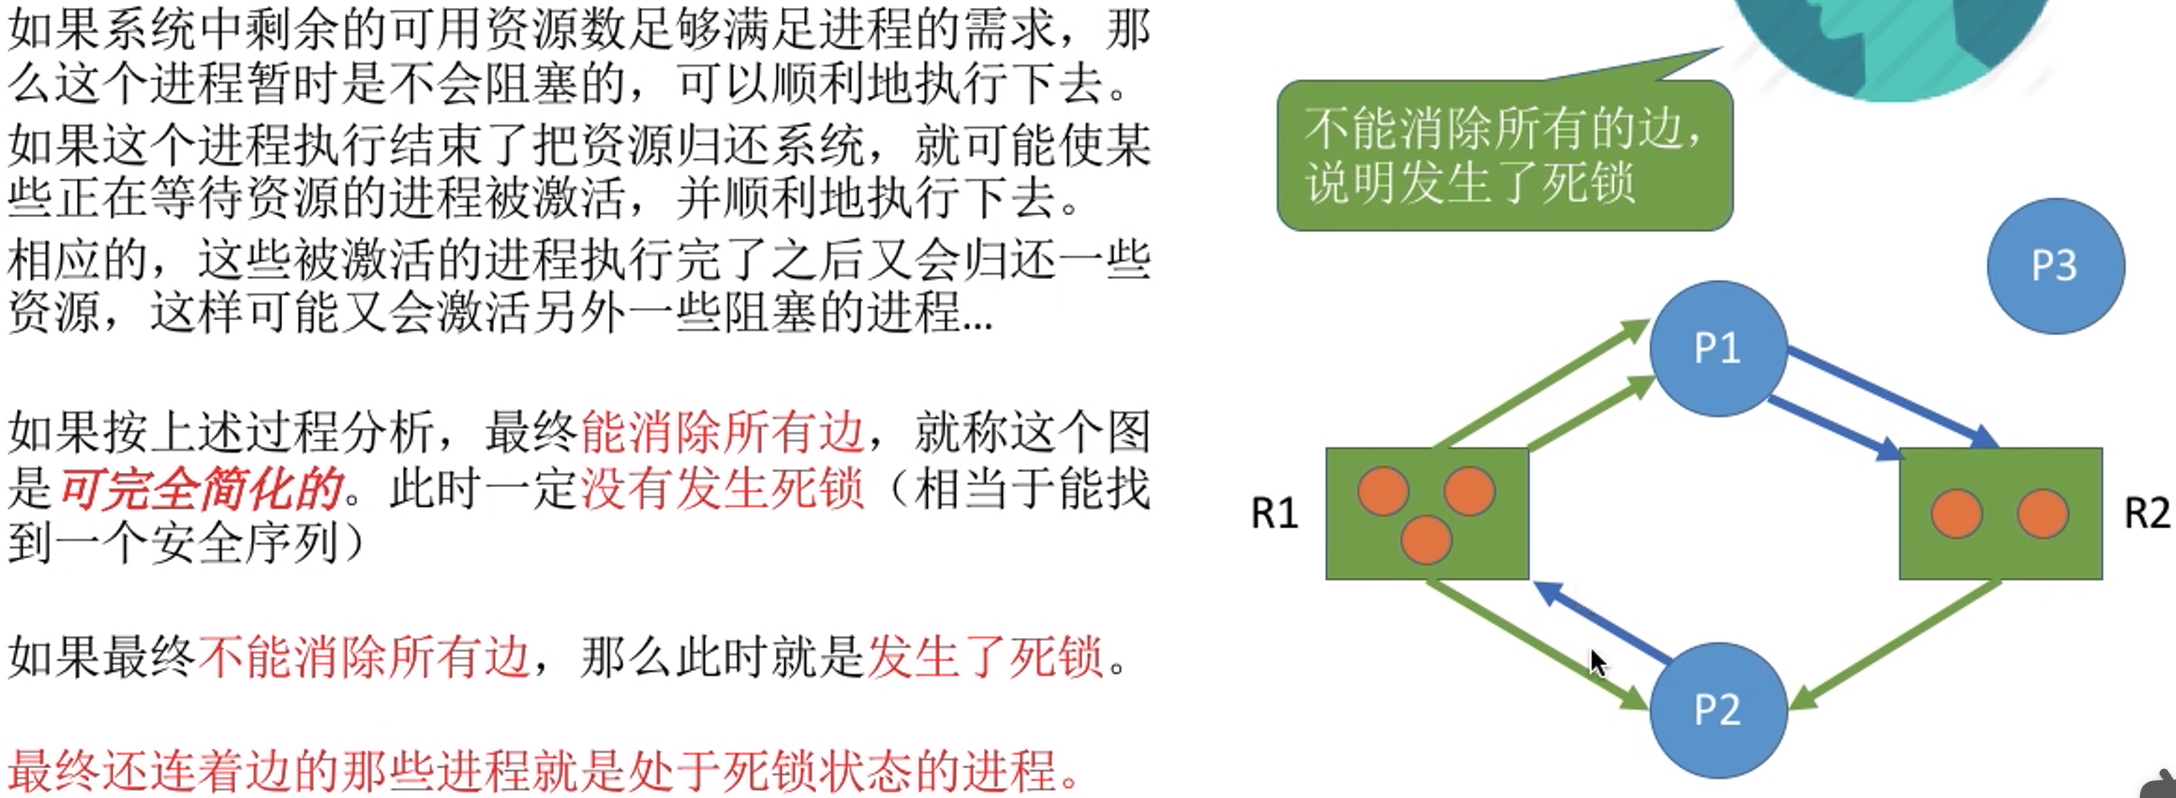 如果系统中剩余的可用资源数足够满足进程的需求，那
么这个进程暂时是不会阻塞的，可以顺利地执行下去。
如果这个进程执行结束了把资源归还系统，就可能使某
些正在等待资源的进程被激活，并顺利地执行下去。
相应的，这些被激活的进程执行完了之后又会归还一些
资源，这样可能又会激活另外一些阻塞的进程...
如果按上述过程分析，最终能消除所有边，就称这个图
是可完全简化的。此时一定没有发生死锁（相当于能找
到一个安全序列）
如果最终不能消除所有边，那么此时就是发生了死锁。
最终还连着边的那些进程就是处于死锁状态的进程。
不能消除所有的边，
说明发生了死锁
P3
P1
R1
R2
P2